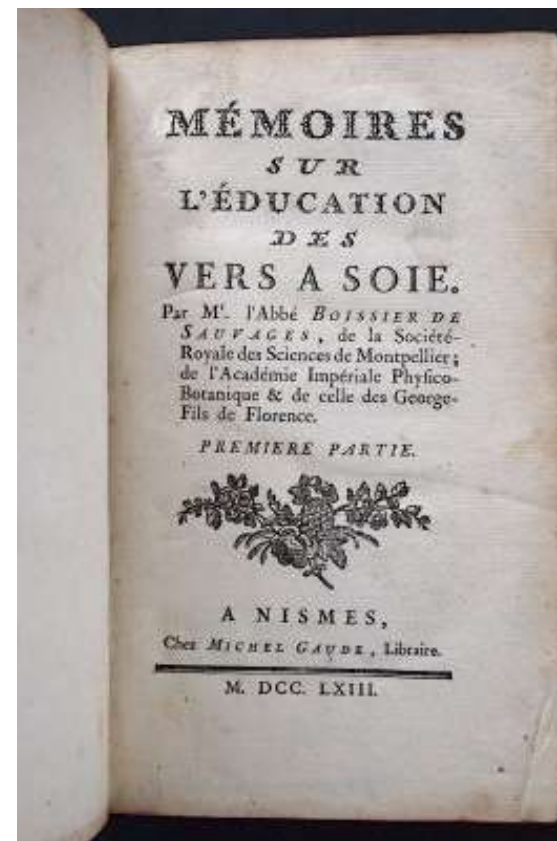 MÉMOIRES
SUR
L'ÉDUCATION
DES
VERS A SOIE.
Par Mr. l'Abbé BOISSIER DE
SAUVAGES, de la Société-
Royale des Sciences de Montpellier;
de l'Académie Impériale Physico-
Botanique & de celle des George-
Fils de Florence.
PREMIERE PARTIE.
A NISMES,
Chez MICHEL GAUDE, Libraire.
M. DCC. LXIII.